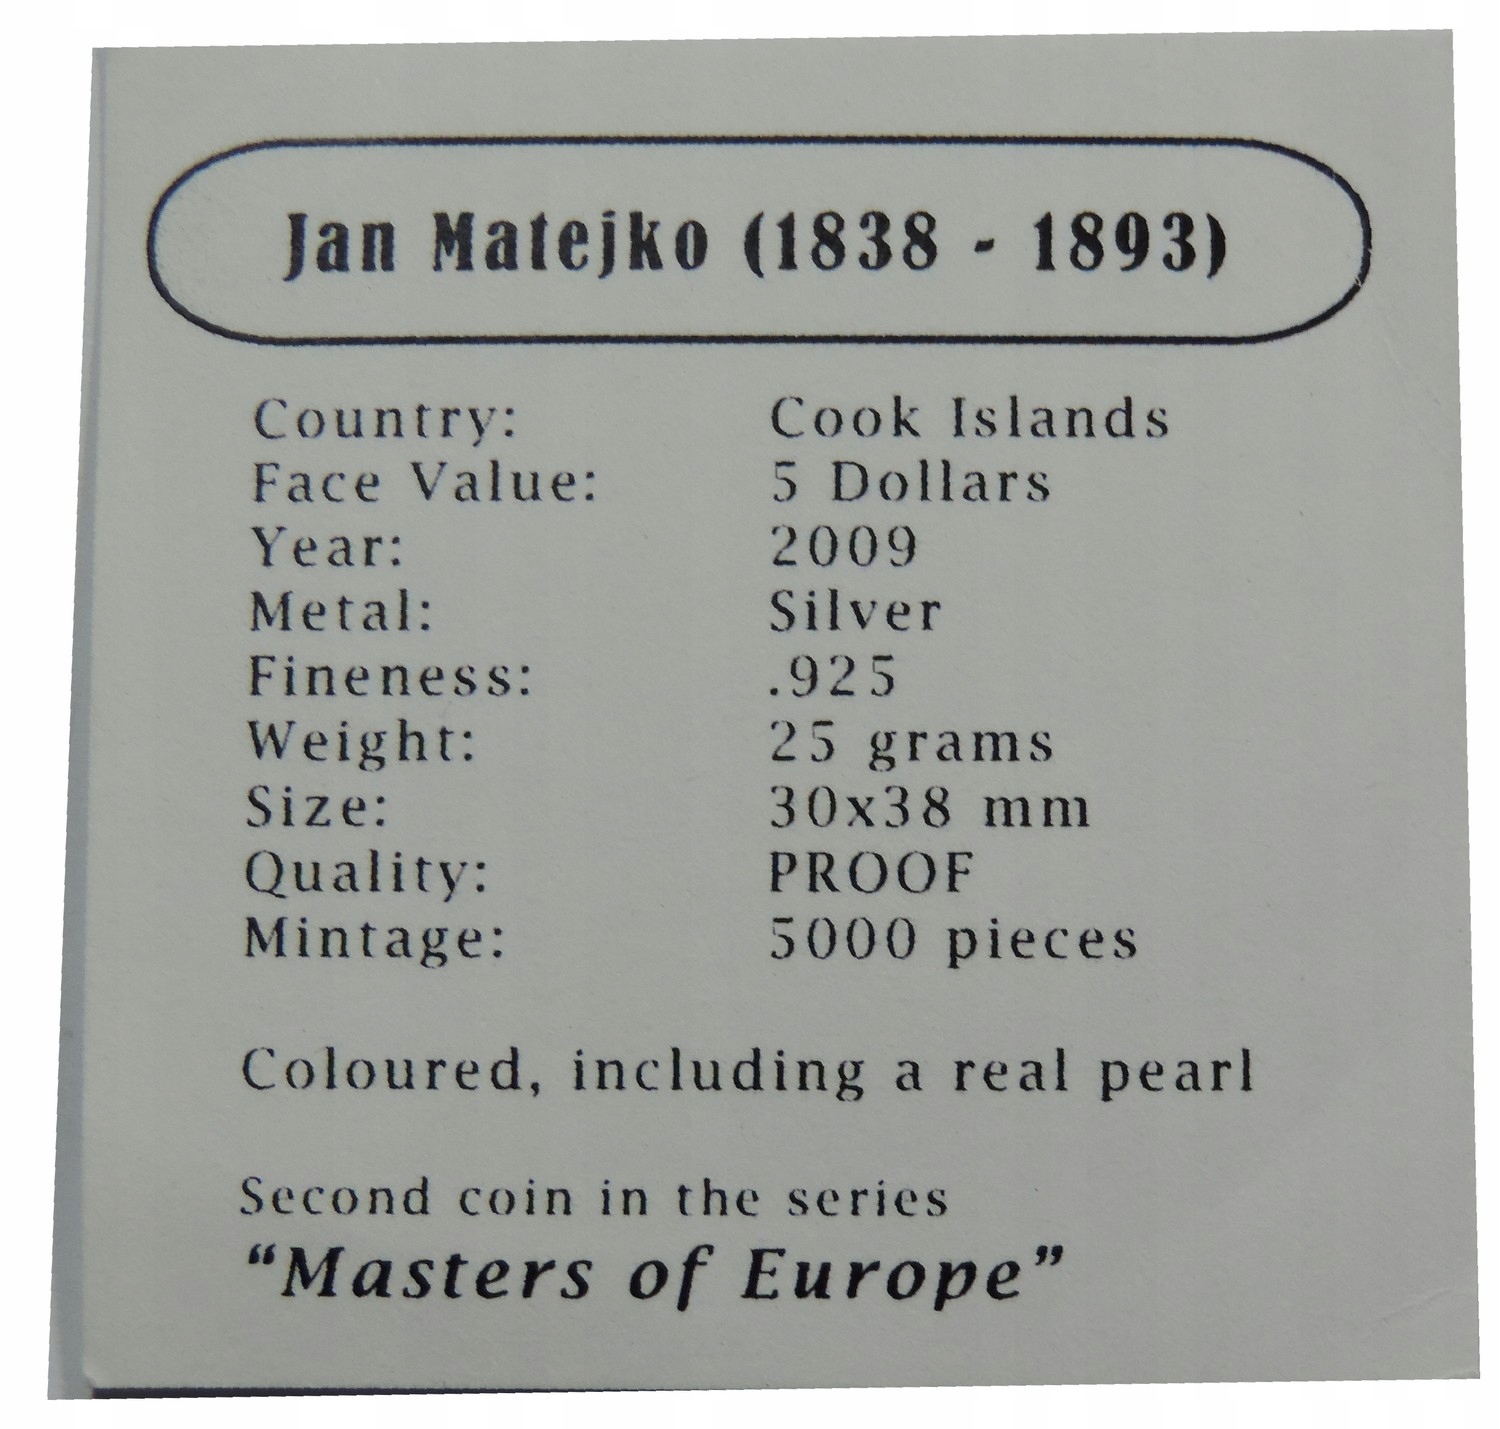 Jan Matejko (1838 - 1893)
Country: Cook Islands
Face Value: 5 Dollars
Year: 2009
Metal: Silver
Fineness: .925
Weight: 25 grams
Size: 30x38 mm
Quality: PROOF
Mintage: 5000 pieces
Coloured, including a real pearl
Second coin in the series
“Masters of Europe”